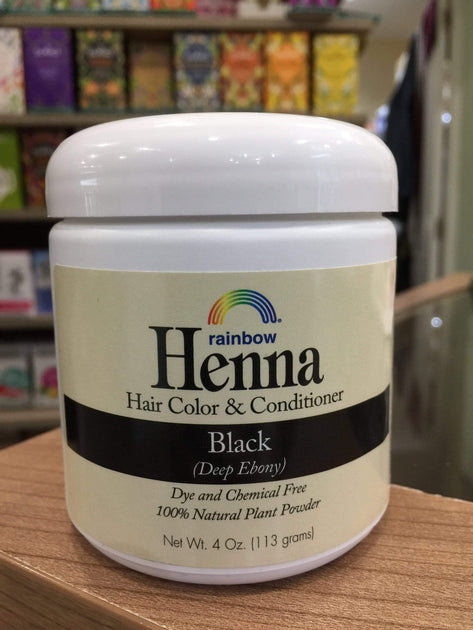 rainbow®
Henna
Hair Color & Conditioner
Black
(Deep Ebony)
Dye and Chemical Free
100% Natural Plant Powder
Net Wt. 4 Oz. (113 grams)